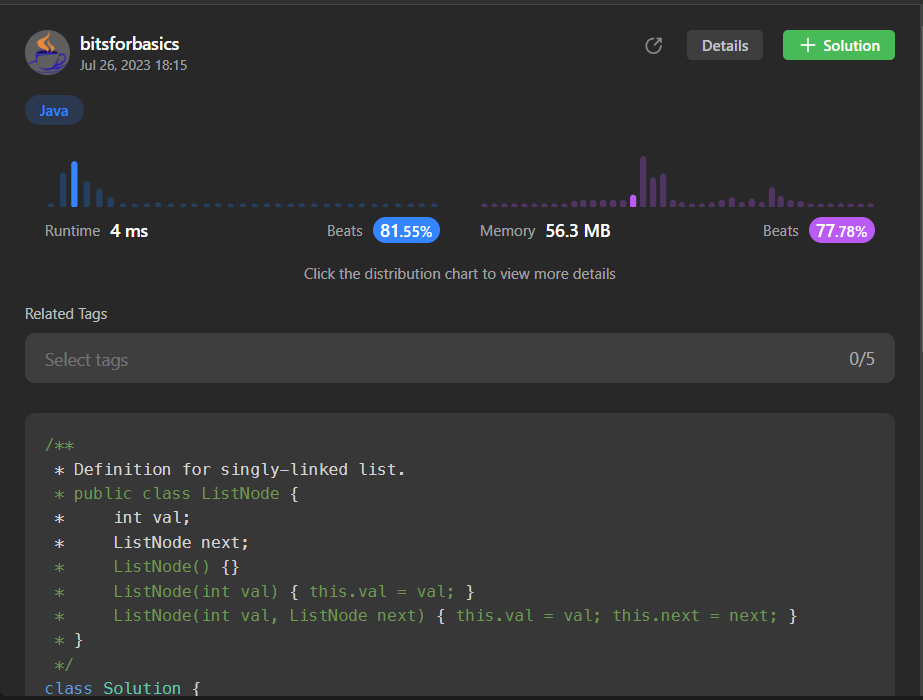 bitsforbasics
Jul 26, 2023 18:15
Details
+ Solution
Java
Runtime 4 ms
Beats 81.55%
Memory 56.3 MB
Beats 77.78%
Click the distribution chart to view more details
Related Tags
Select tags
0/5
/**
 * Definition for singly-linked list.
 * public class ListNode {
 *     int val;
 *     ListNode next;
 *     ListNode() {}
 *     ListNode(int val) { this.val = val; }
 *     ListNode(int val, ListNode next) { this.val = val; this.next = next; }
 * }
 */
class Solution {